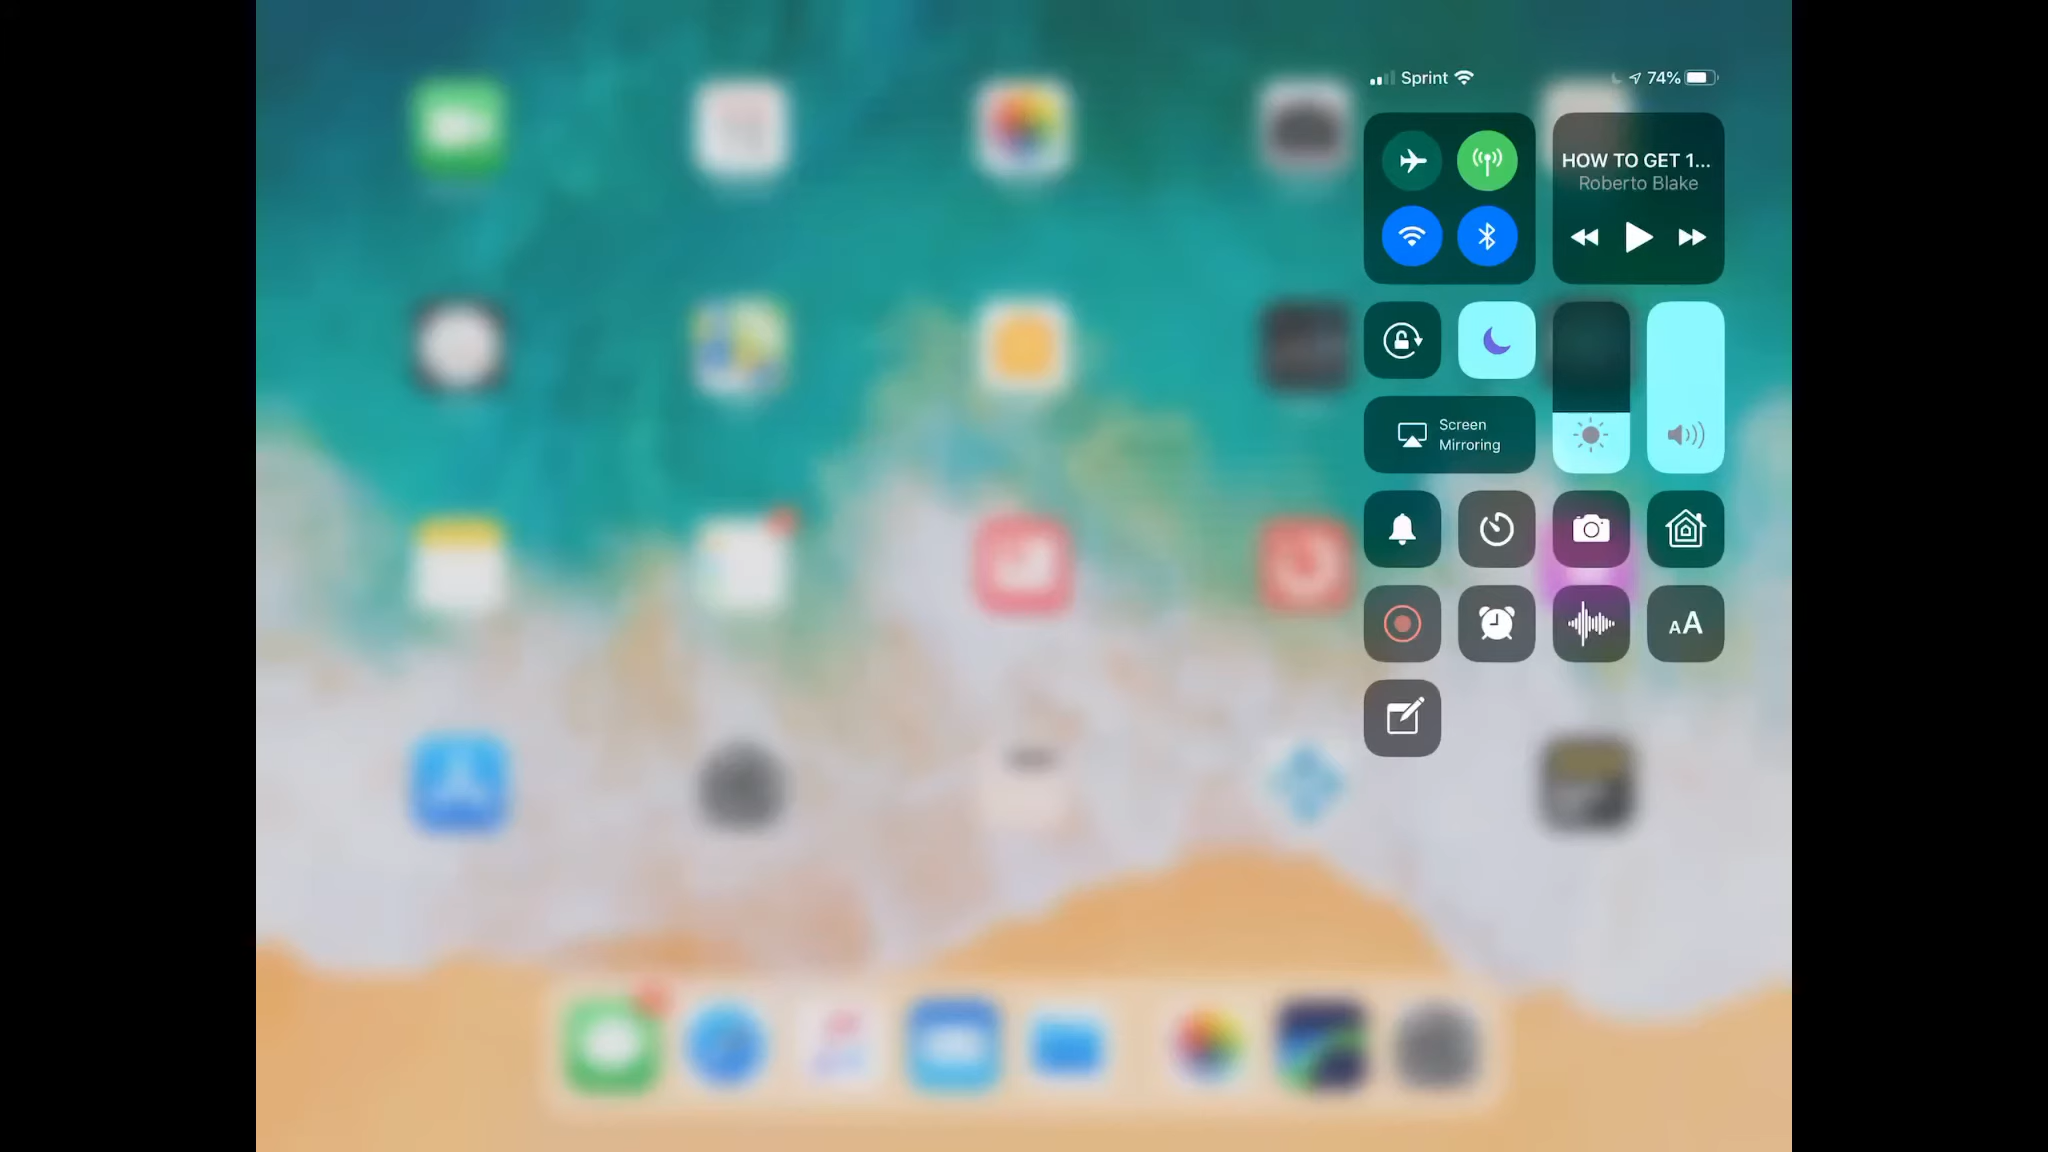 Sprint
74%
HOW TO GET 1...
Roberto Blake
Screen
Mirroring
AA